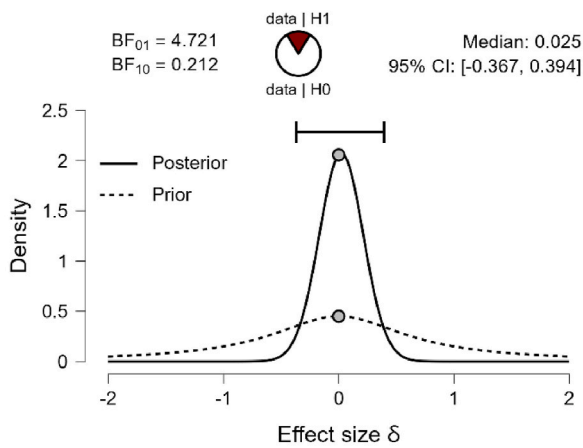 data | H1
BF01 = 4.721
BF10 = 0.212
data | H0
Median: 0.025
95% CI: [-0.367, 0.394]
2.5
2
1.5
1
0.5
0
Density
Posterior
Prior
-2
-1
0
1
2
Effect size δ